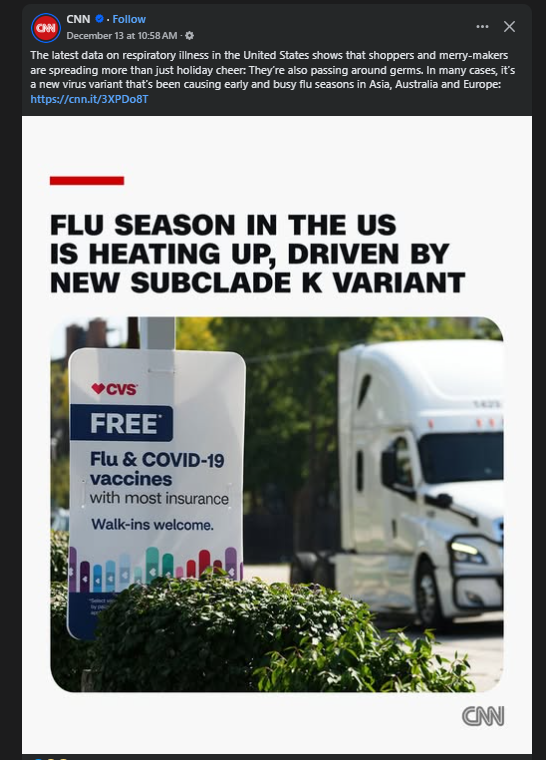 CNN
CNN · Follow
December 13 at 10:58 AM ·
The latest data on respiratory illness in the United States shows that shoppers and merry-makers
are spreading more than just holiday cheer: They're also passing around germs. In many cases, it's
a new virus variant that's been causing early and busy flu seasons in Asia, Australia and Europe:
https://cnn.it/3XPDo8T
FLU SEASON IN THE US
IS HEATING UP, DRIVEN BY
NEW SUBCLADE K VARIANT
CVS
FREE*
Flu & COVID-19
vaccines
with most insurance
Walk-ins welcome.
CNN